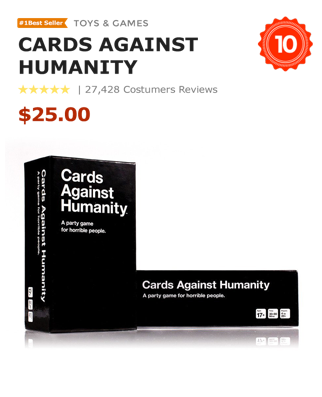 #1Best Seller TOYS & GAMES
10
CARDS AGAINST
HUMANITY
★★★★★ | 27,428 Costumers Reviews
$25.00
Cards
Against
Humanity
A party game
for horrible people.
Cards Against Humanity
A party game for horrible people.
Cards Against Humanity
A party game for horrible people.
17+